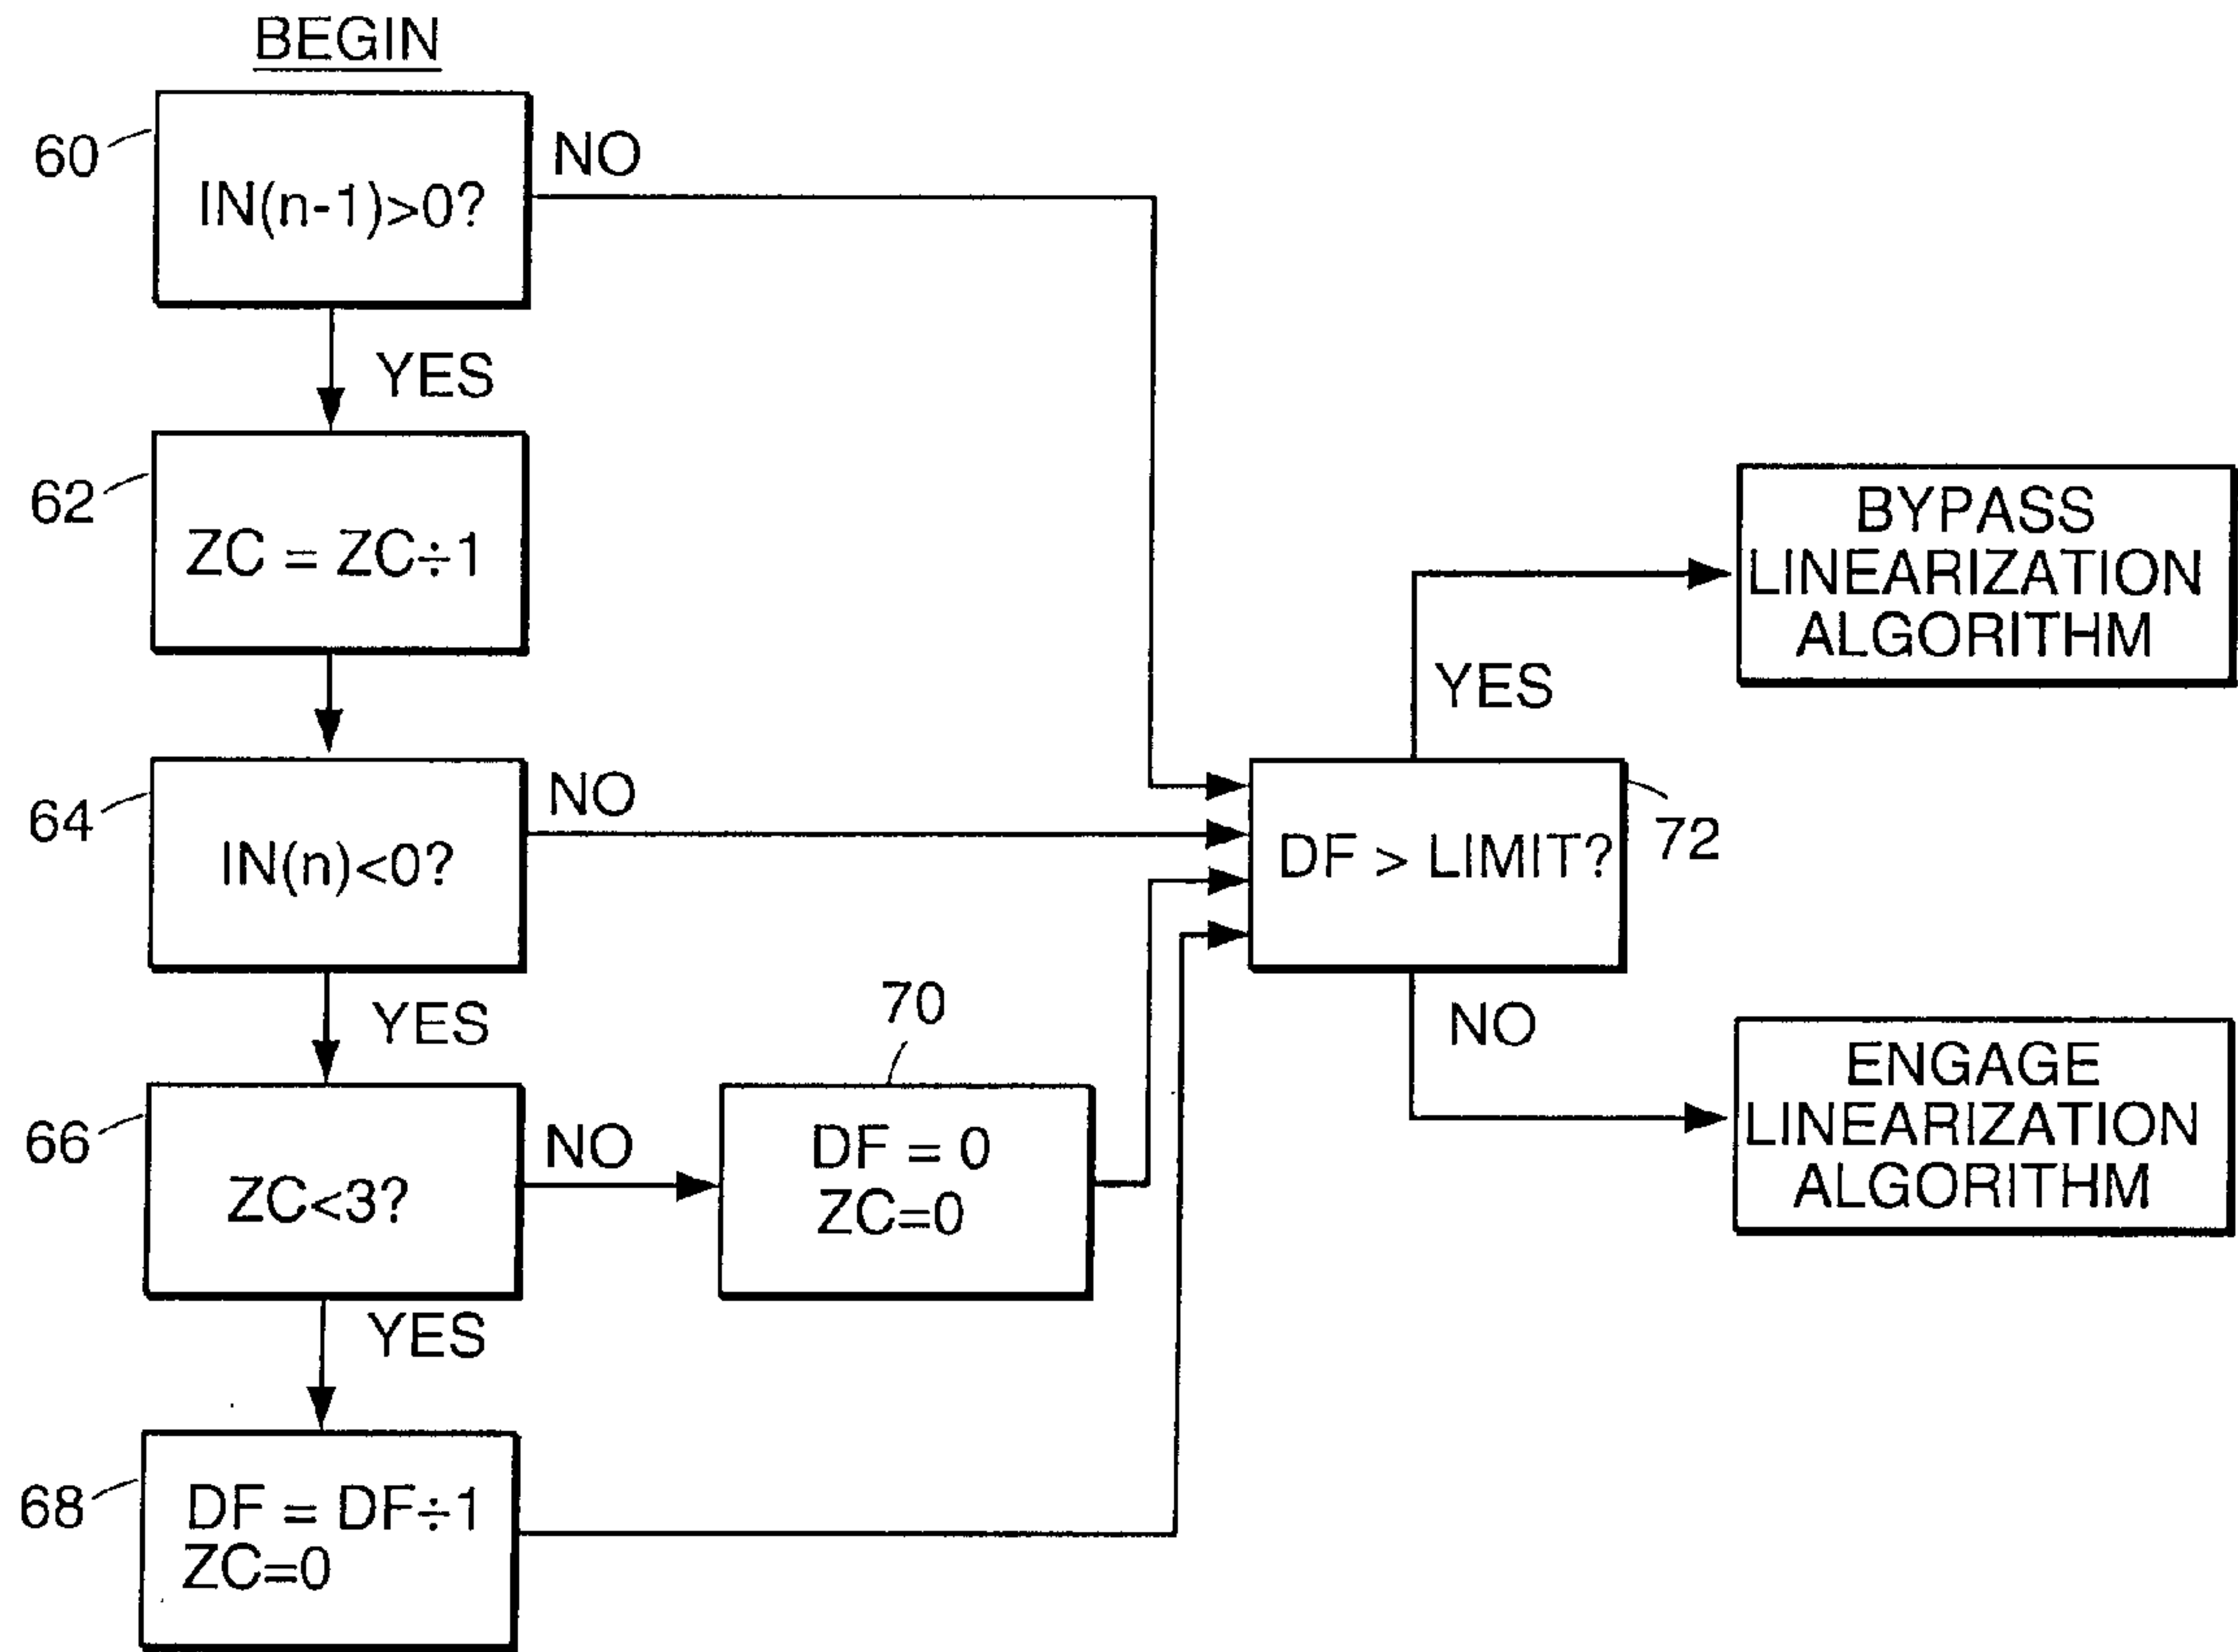 BEGIN
60
IN(n-1)>0?
NO
YES
62
ZC = ZC÷1
64
IN(n)<0?
NO
YES
66
ZC<3?
NO
YES
68
DF = DF÷1
ZC=0
70
DF = 0
ZC=0
DF > LIMIT?
72
YES
NO
BYPASS
LINEARIZATION
ALGORITHM
ENGAGE
LINEARIZATION
ALGORITHM